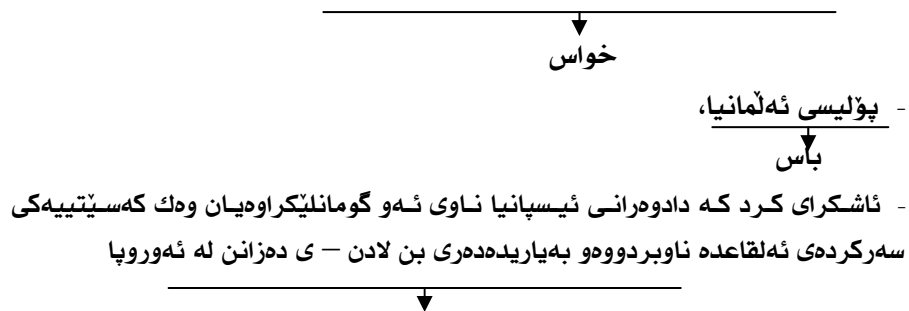 خواس
- پۆلیسی ئەڵمانیا،
باس
- ئاشکرای کرد کە دادوەرانی ئیسپانیا ناوی ئەو گومانلێکراوەیان وەك کەسێتییەکی
سەرکردەی ئەلقاعدە ناوبردووەو بەیاریدەدەری بن لادن – ی دەزانن لە ئەوروپا